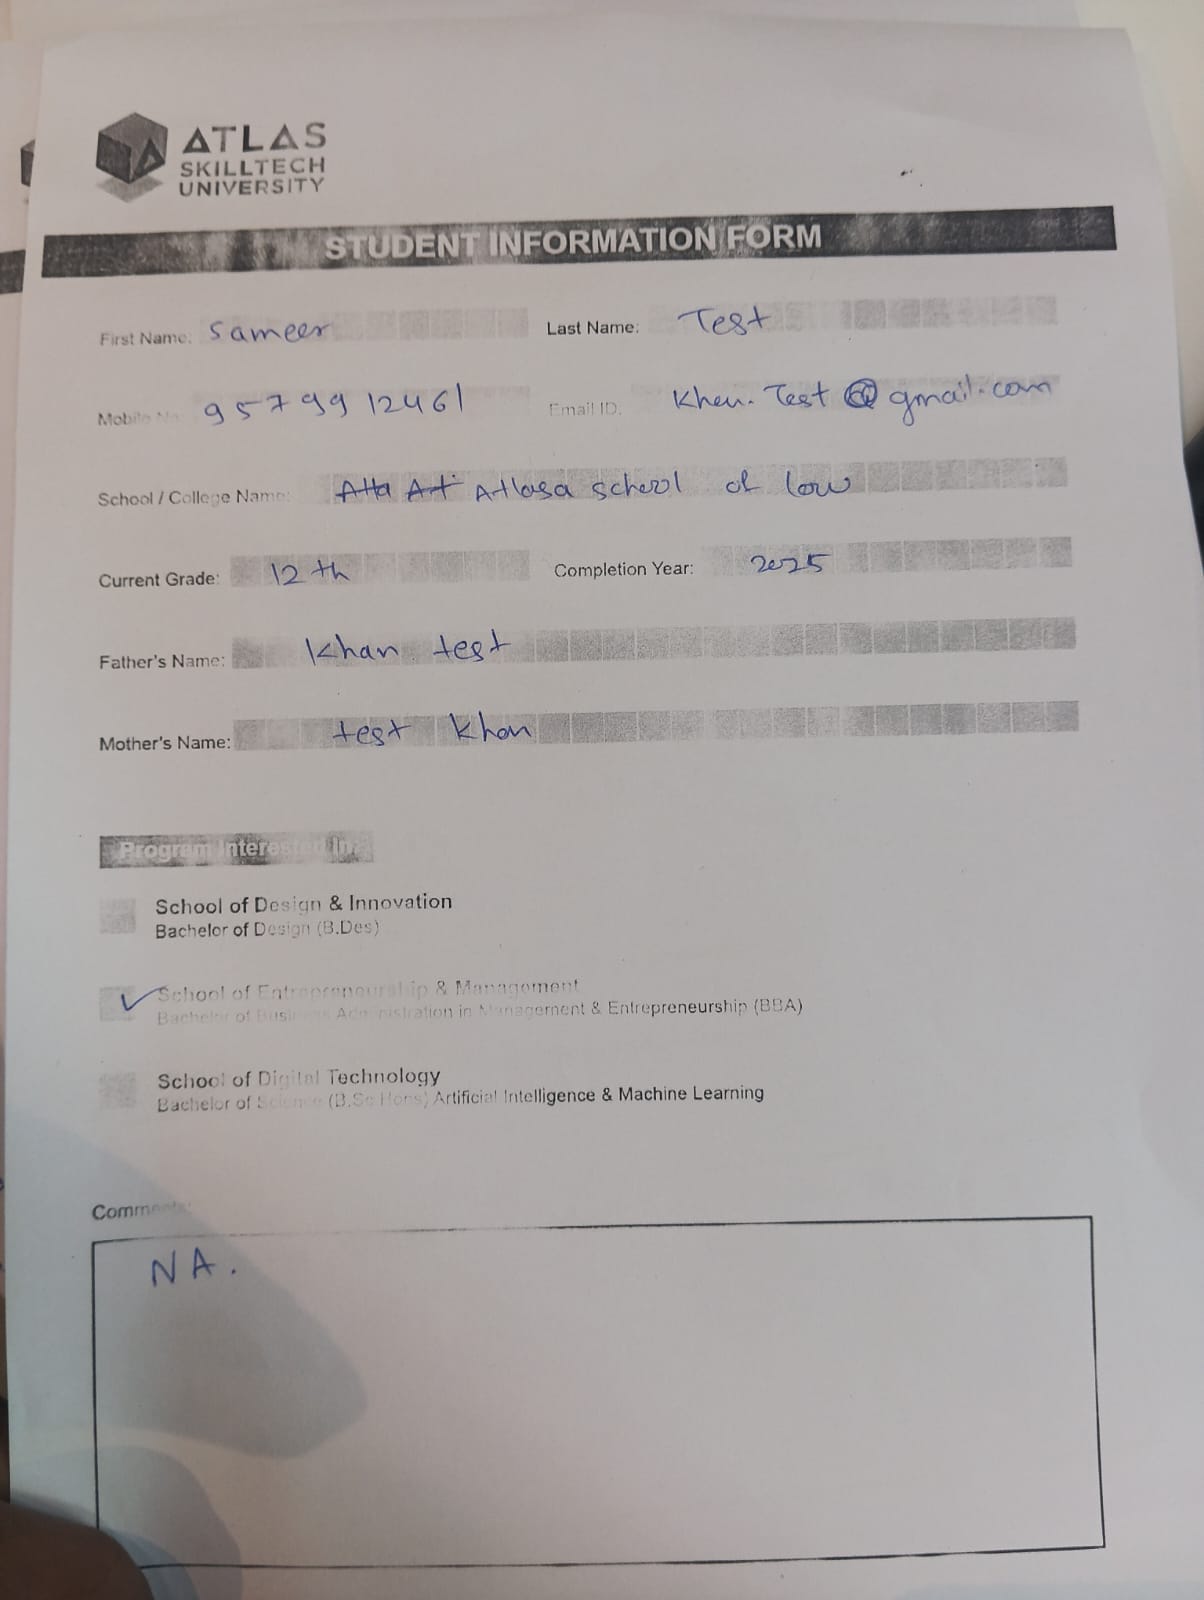 ATLAS
SKILLTECH
UNIVERSITY
STUDENT INFORMATION FORM
First Name: Sameer Last Name: Test
Mobile No: 9579912461 Email ID: Khen.Test@gmail.com
School / College Name: Atta At Atlasa school of low
Current Grade: 12 th Completion Year: 2025
Father's Name: Khan test
Mother's Name: test Khan
Program Interested In:
School of Design & Innovation
Bachelor of Design (B.Des)
School of Entrepreneurship & Management
Bachelor of Business Administration in Management & Entrepreneurship (BBA)
School of Digital Technology
Bachelor of Science (B.Sc Hons) Artificial Intelligence & Machine Learning
Comments:
NA.